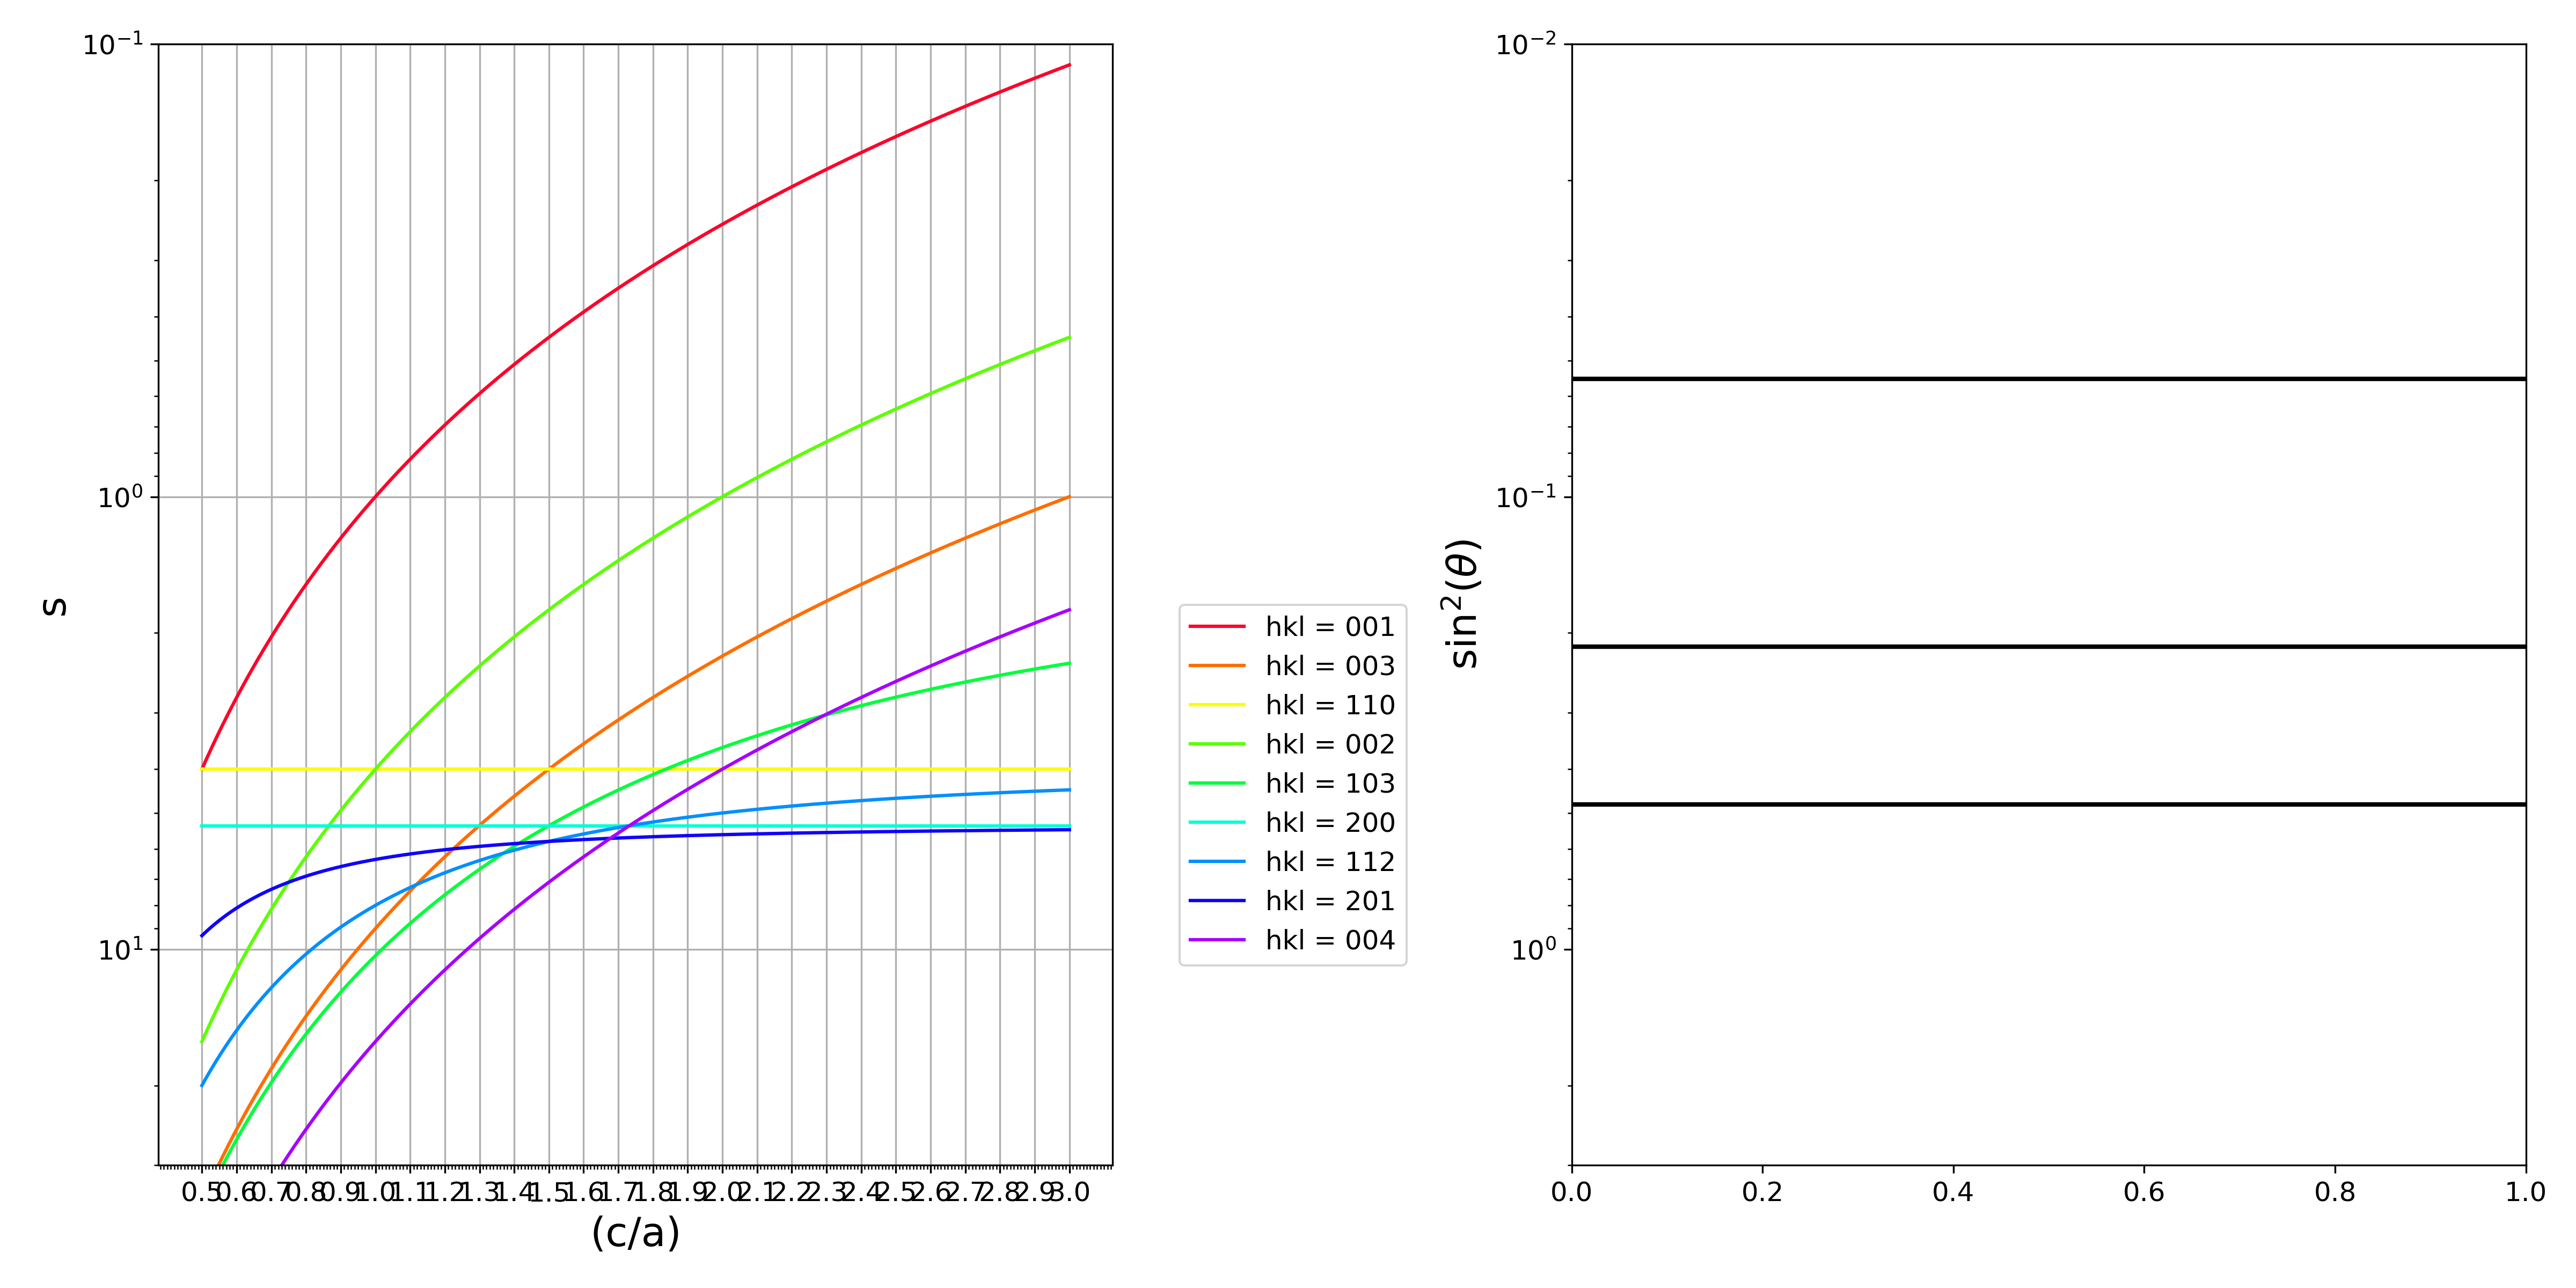 10⁻¹
10⁰
10¹
s
0.5 0.6 0.7 0.8 0.9 1.0 1.1 1.2 1.3 1.4 1.5 1.6 1.7 1.8 1.9 2.0 2.1 2.2 2.3 2.4 2.5 2.6 2.7 2.8 2.9 3.0
(c/a)
hkl = 001
hkl = 003
hkl = 110
hkl = 002
hkl = 103
hkl = 200
hkl = 112
hkl = 201
hkl = 004
10⁻²
10⁻¹
10⁰
sin²(θ)
0.0 0.2 0.4 0.6 0.8 1.0